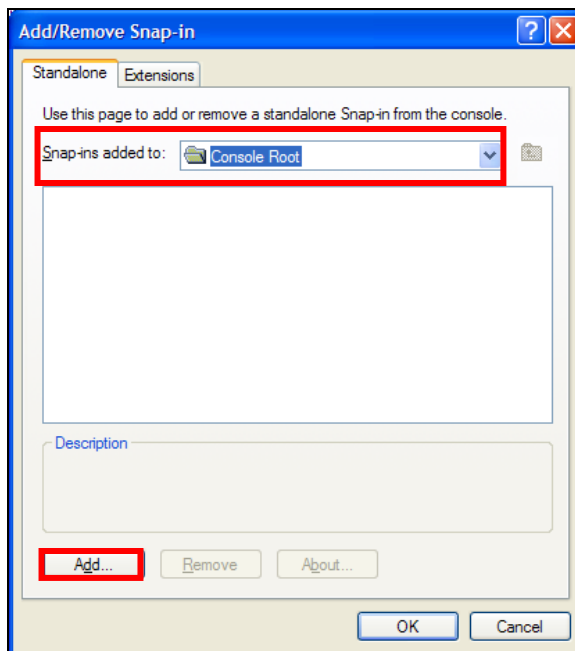 Add/Remove Snap-in
Standalone Extensions
Use this page to add or remove a standalone Snap-in from the console.
Snap-ins added to: Console Root
Description
Add... Remove About...
OK Cancel